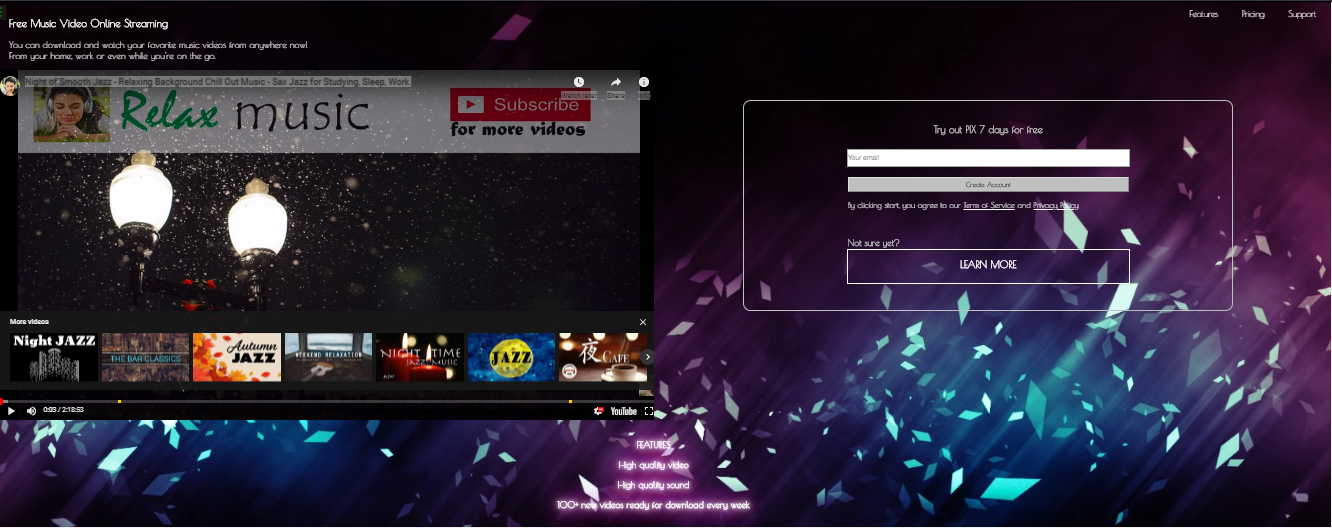 Free Music Video Online Streaming
Features Pricing Support
You can download and watch your favorite music videos from anywhere now!
From your home, work or even while you're on the go.
Night of Smooth Jazz - Relaxing Background Chill Out Music - Sax Jazz for Studying, Sleep, Work
Watch later Share
Relax music
Subscribe
for more videos
Try out PIX 7 days for free
Your email
Create Account
By clicking start, you agree to our Term of Service and Privacy Policy
Not sure yet?
LEARN MORE
More videos
Night JAZZ
THE BAR CLASSICS
Autumn
JAZZ
WEEKEND RELAXATION
NIGHT TIME
JAZZ MUSIC
JAZZ
夜 CAFE
0:03 / 2:18:53
YouTube
FEATURES
High quality video
High quality sound
100+ new videos ready for download every week